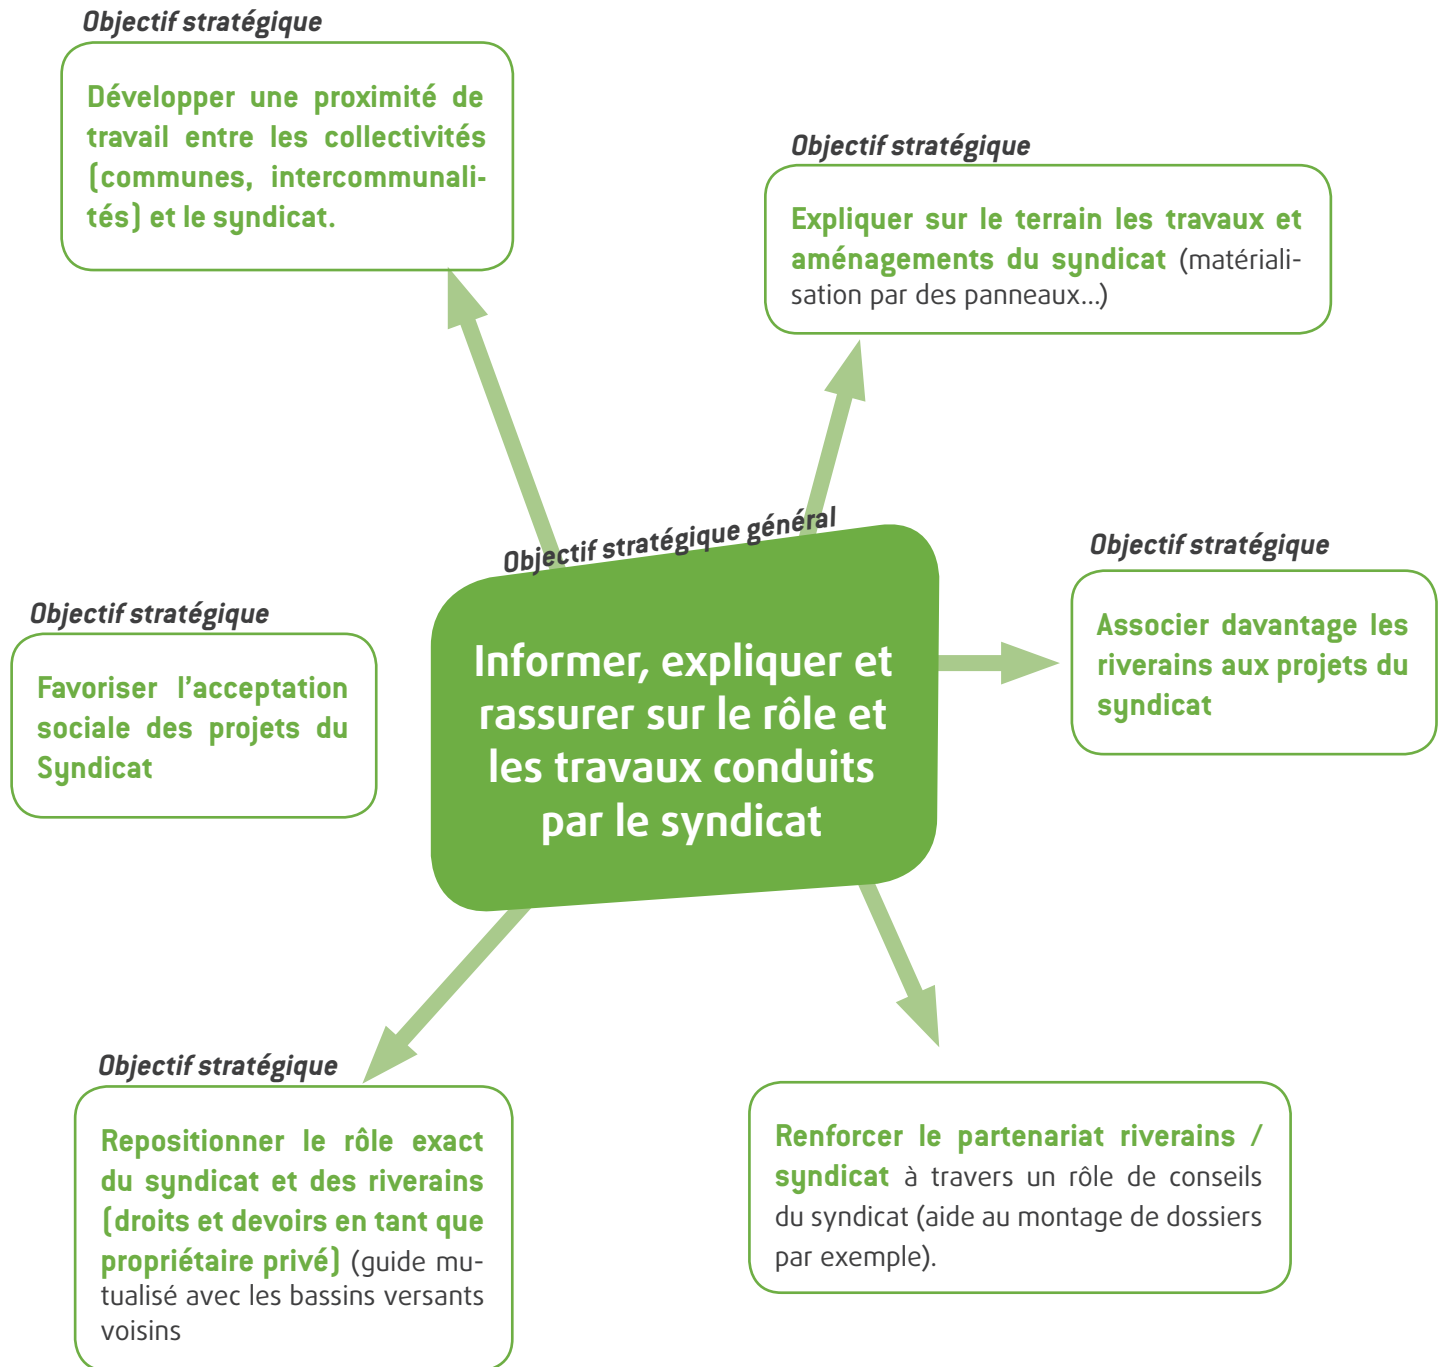 Objectif stratégique
Développer une proximité de
travail entre les collectivités
(communes, intercommunali-
tés) et le syndicat.
Objectif stratégique
Expliquer sur le terrain les travaux et
aménagements du syndicat (matériali-
sation par des panneaux...)
Objectif stratégique général
Informer, expliquer et
rassurer sur le rôle et
les travaux conduits
par le syndicat
Objectif stratégique
Associer davantage les
riverains aux projets du
syndicat
Objectif stratégique
Favoriser l’acceptation
sociale des projets du
Syndicat
Objectif stratégique
Repositionner le rôle exact
du syndicat et des riverains
(droits et devoirs en tant que
propriétaire privé) (guide mu-
tualisé avec les bassins versants
voisins
Renforcer le partenariat riverains /
syndicat à travers un rôle de conseils
du syndicat (aide au montage de dossiers
par exemple).